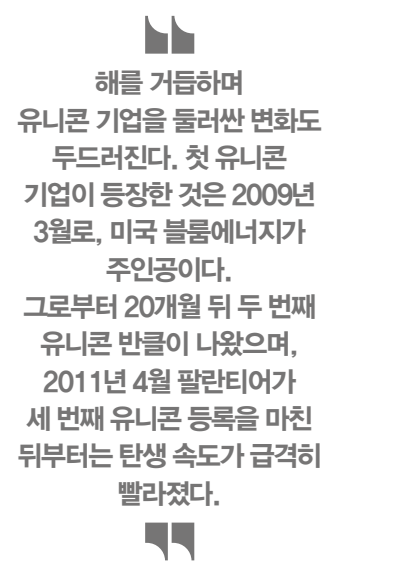 해를 거듭하며
유니콘 기업을 둘러싼 변화도
두드러진다. 첫 유니콘
기업이 등장한 것은 2009년
3월로, 미국 블룸에너지가
주인공이다.
그로부터 20개월 뒤 두 번째
유니콘 반클이 나왔으며,
2011년 4월 팔란티어가
세 번째 유니콘 등록을 마친
뒤부터는 탄생 속도가 급격히
빨라졌다.